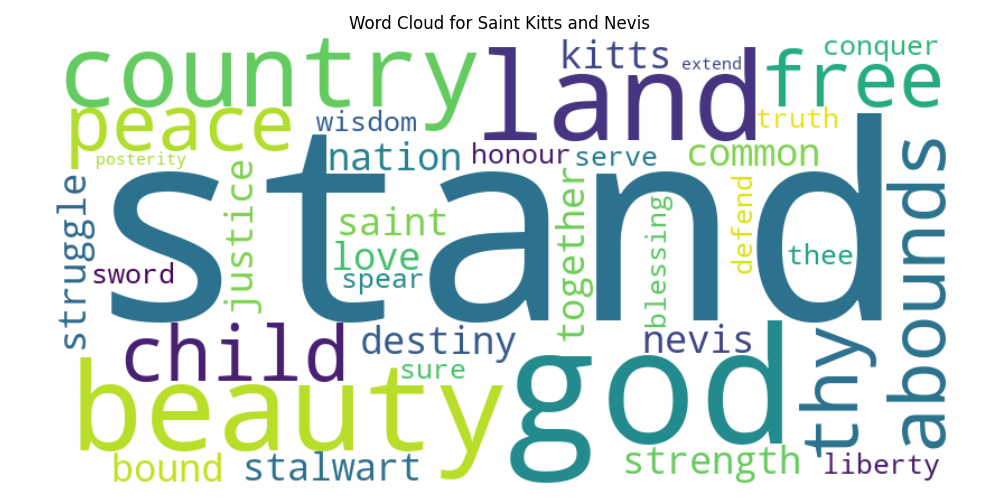 Word Cloud for Saint Kitts and Nevis
country
land
kitts
extend
conquer
free
peace
wisdom
truth
posterity
nation
honour
serve
common
stand
struggle
sword
justice
saint
love
spear
together
blessing
defend
thee
abounds
child
destiny
sure
nevis
thy
beauty
god
bound
stalwart
strength
liberty